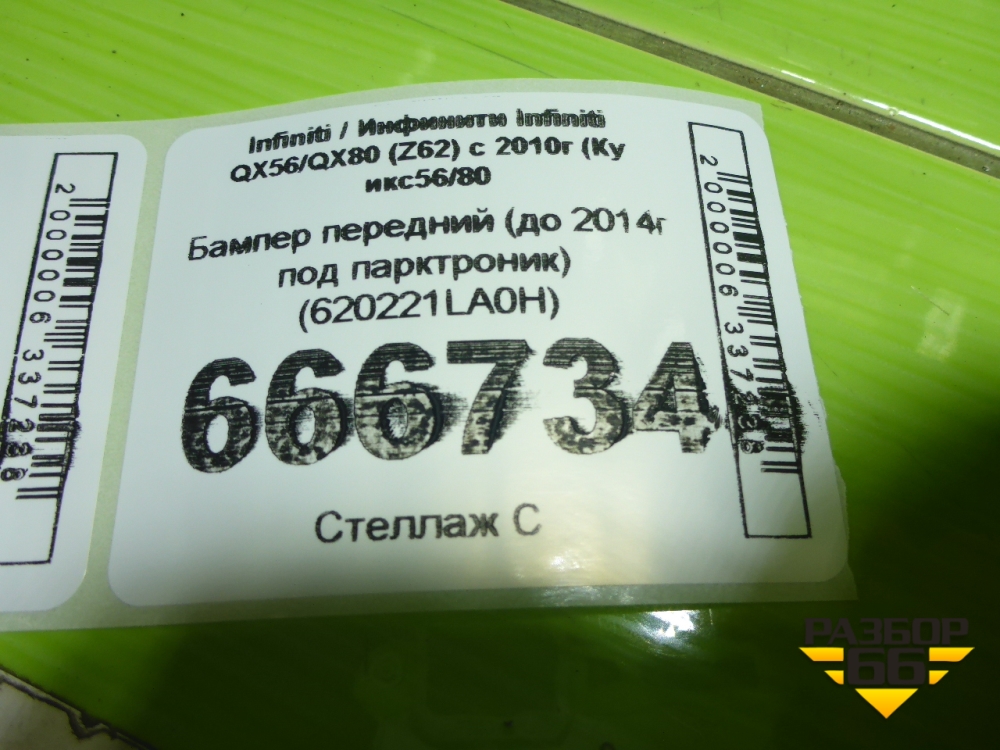 Infiniti / Инфинити Infiniti
QX56/QX80 (Z62) с 2010г (Ку
икс56/80
Бампер передний (до 2014г
под парктроник)
(620221LA0H)
666734
Стеллаж С
2000006337288
2000006337288
РАЗБОР
66